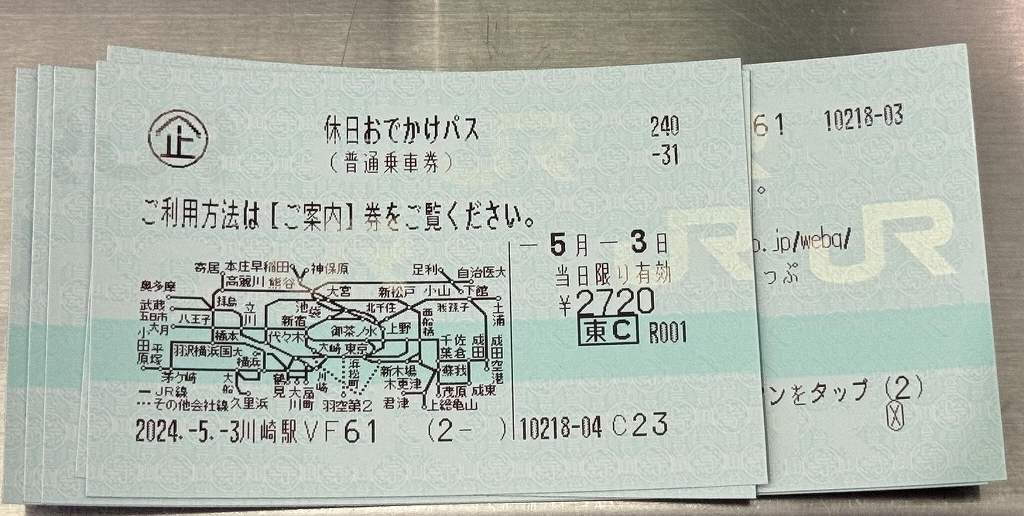 企
休日おでかけパス
240
(普通乗車券)
-31
ご利用方法は【ご案内】券をご覧ください。
-5月-3日
当日限り有効
¥2720
東C R001
寄居 本庄早稲田 神保原 足利 自治医大
奥多摩 高麗川 熊谷 大宮 新松戸 小山 下館
武蔵五日市 拝島 立川 池袋 北千住 我孫子 土浦
大月 八王子 新宿 西船橋
小田原 平塚 橋本 代々木 御茶ノ水 上野 千葉 佐倉 成田 成田空港
羽沢横浜国大 横浜 大崎 東京 新木場 蘇我
茅ケ崎 大船 鶴見 川崎 浜松町 木更津 茂原 成東
久里浜 羽空第2 君津 上総亀山
━JR線
…その他会社線
2024.-5.-3川崎駅VF61 (2- ) 10218-04 C23
61 10218-03
JR
。
o.jp/webq/
つぷ
ンをタップ(2)